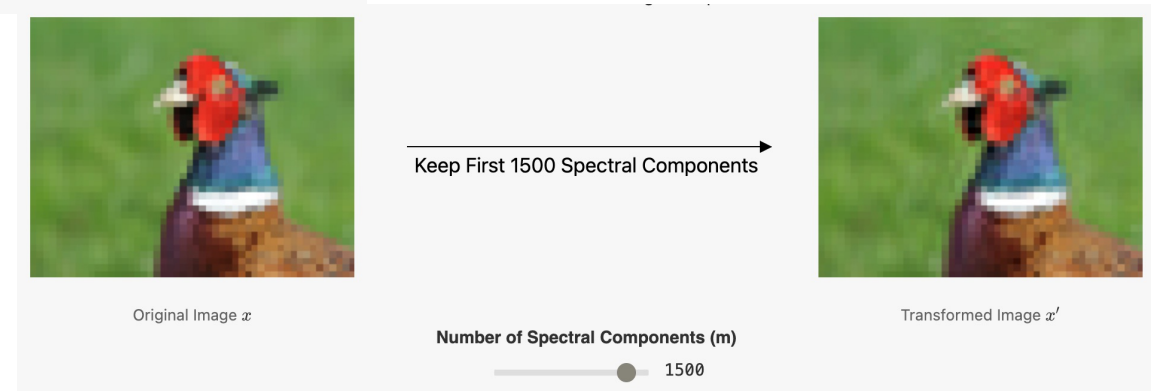 Keep First 1500 Spectral Components
Original Image x
Transformed Image x′
Number of Spectral Components (m)
1500